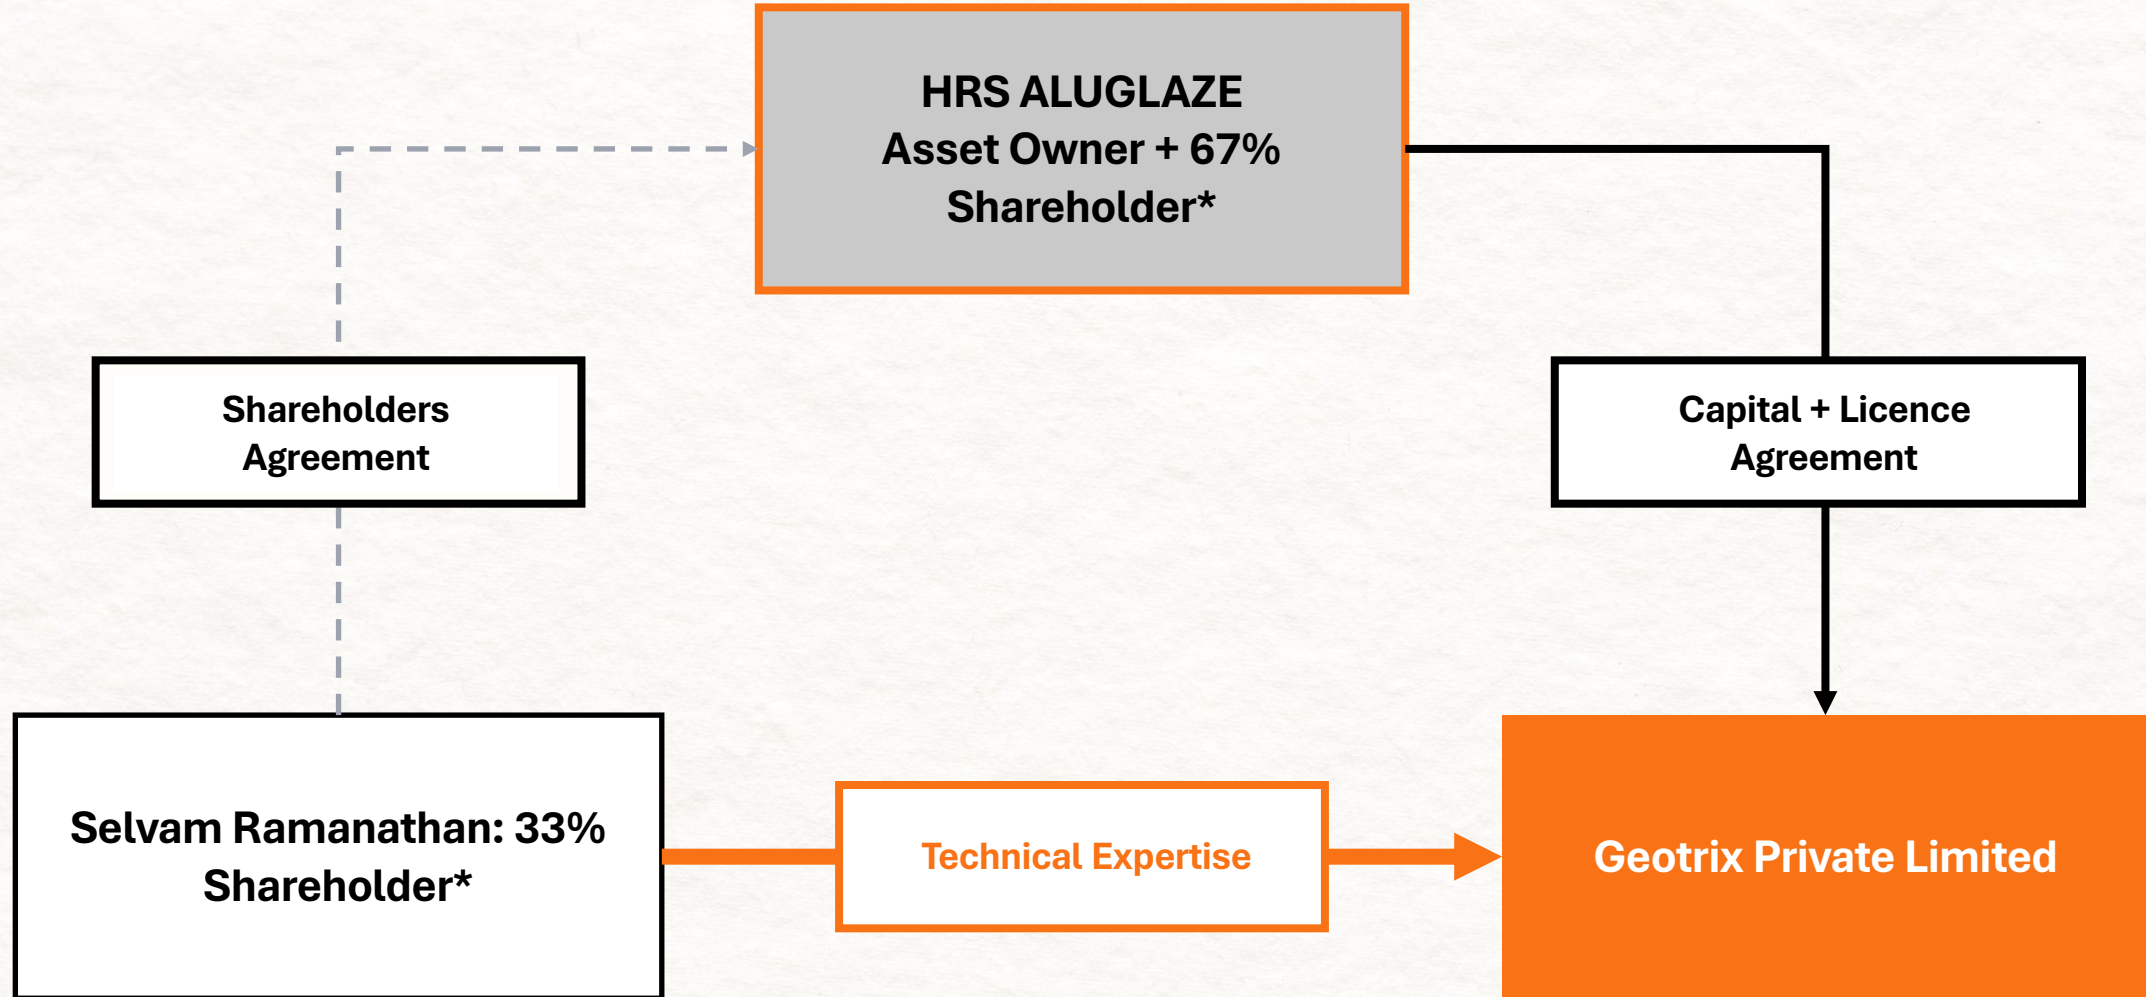 HRS ALUGLAZE
Asset Owner + 67%
Shareholder*
Shareholders
Agreement
Capital + Licence
Agreement
Selvam Ramanathan: 33%
Shareholder*
Technical Expertise
Geotrix Private Limited